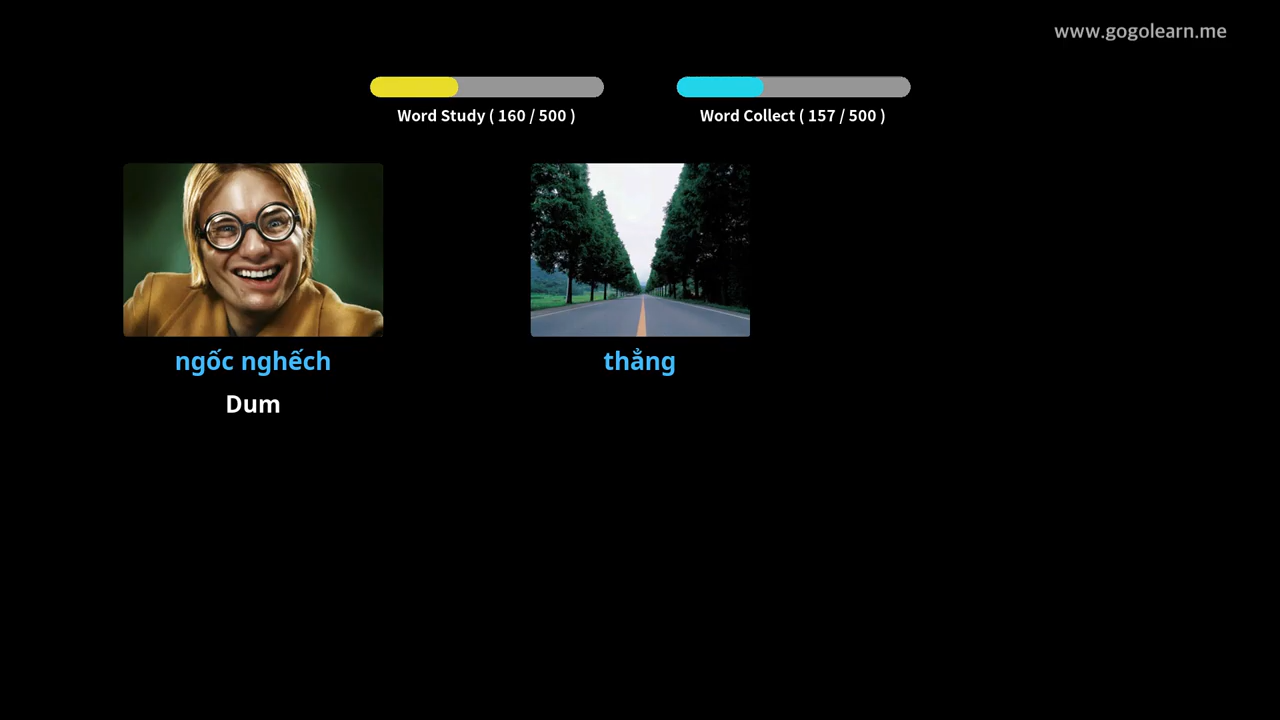 www.gogolearn.me
Word Study ( 160 / 500 )
Word Collect ( 157 / 500 )
ngốc nghếch
thẳng
Dum